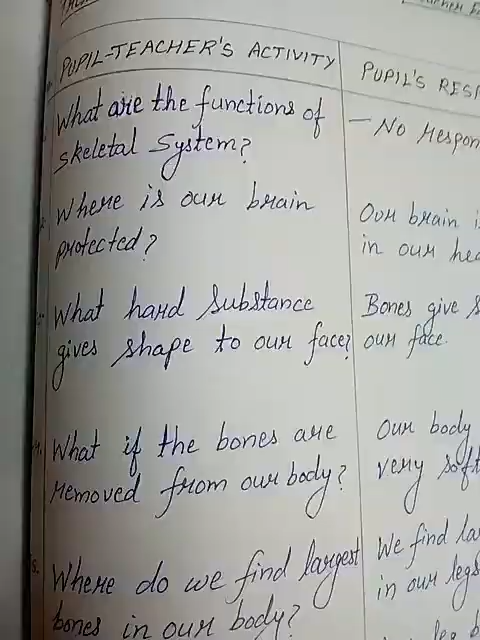 PUPIL-TEACHER'S ACTIVITY
What are the functions of
skeletal system?
Where is our brain
protected?
What hard substance
gives shape to our face?
What if the bones are
removed from our body?
Where do we find largest
bones in our body?
PUPIL'S
- No
Our brain
in our
Bones give
our face.
Our body
very soft
We find
in our legs
leg